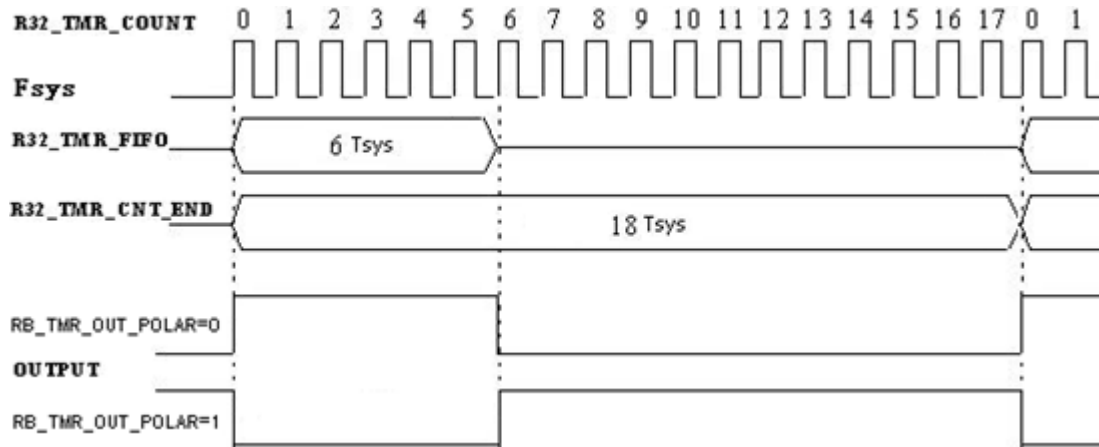 R32_TMR_COUNT 0 1 2 3 4 5 6 7 8 9 10 11 12 13 14 15 16 17 0 1
Fsys
R32_TMR_FIFO 6 Tsys
R32_TMR_CNT_END 18 Tsys
RB_TMR_OUT_POLAR=0
OUTPUT
RB_TMR_OUT_POLAR=1